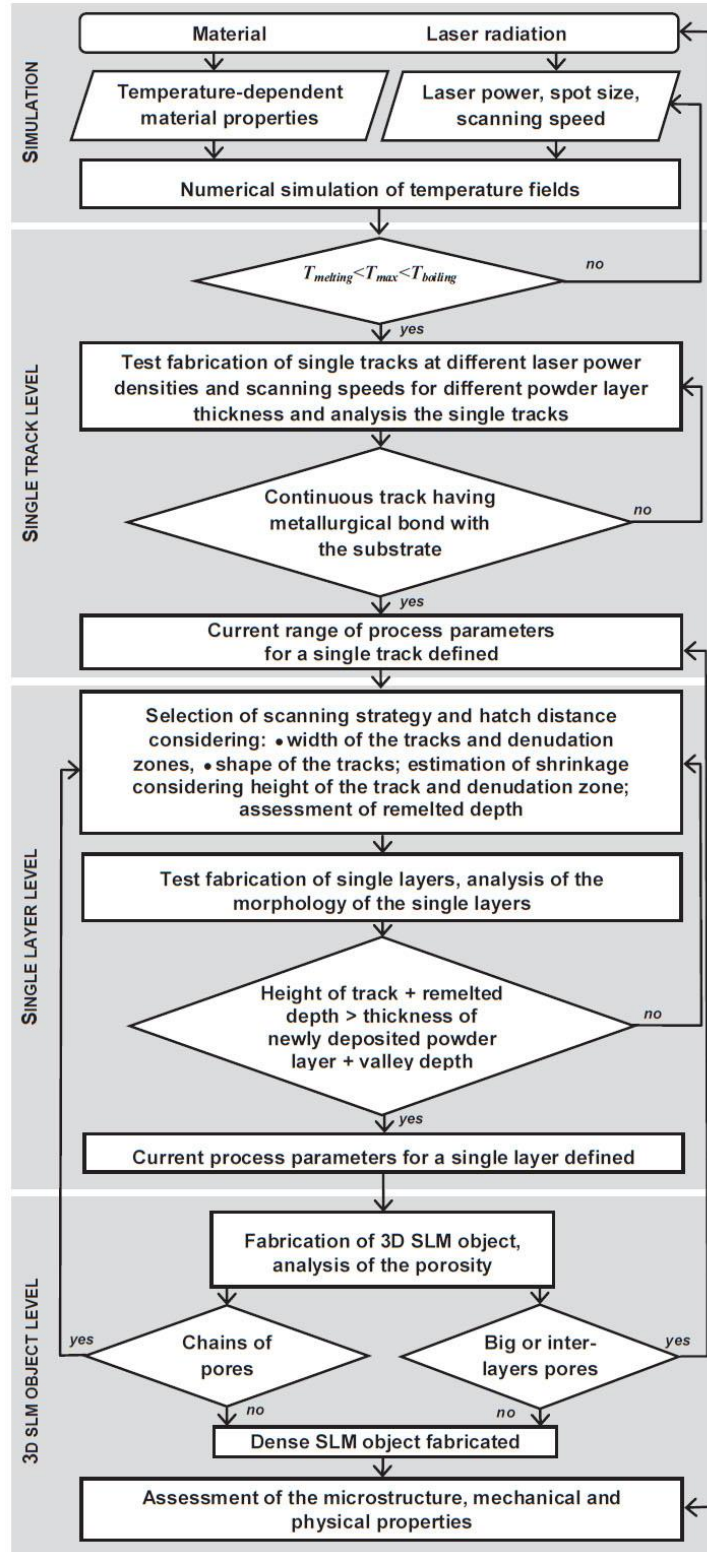 SIMULATION
Material
Laser radiation
Temperature-dependent
material properties
Laser power, spot size,
scanning speed
Numerical simulation of temperature fields
SINGLE TRACK LEVEL
Tmelting<Tmax<Tboiling
no
yes
Test fabrication of single tracks at different laser power
densities and scanning speeds for different powder layer
thickness and analysis the single tracks
Continuous track having
metallurgical bond with
the substrate
no
yes
Current range of process parameters
for a single track defined
SINGLE LAYER LEVEL
Selection of scanning strategy and hatch distance
considering: • width of the tracks and denudation
zones, • shape of the tracks; estimation of shrinkage
considering height of the track and denudation zone;
assessment of remelted depth
Test fabrication of single layers, analysis of the
morphology of the single layers
Height of track + remelted
depth > thickness of
newly deposited powder
layer + valley depth
no
yes
Current process parameters for a single layer defined
3D SLM OBJECT LEVEL
Fabrication of 3D SLM object,
analysis of the porosity
yes
Chains of
pores
Big or inter-
layers pores
yes
no
no
Dense SLM object fabricated
Assessment of the microstructure, mechanical and
physical properties